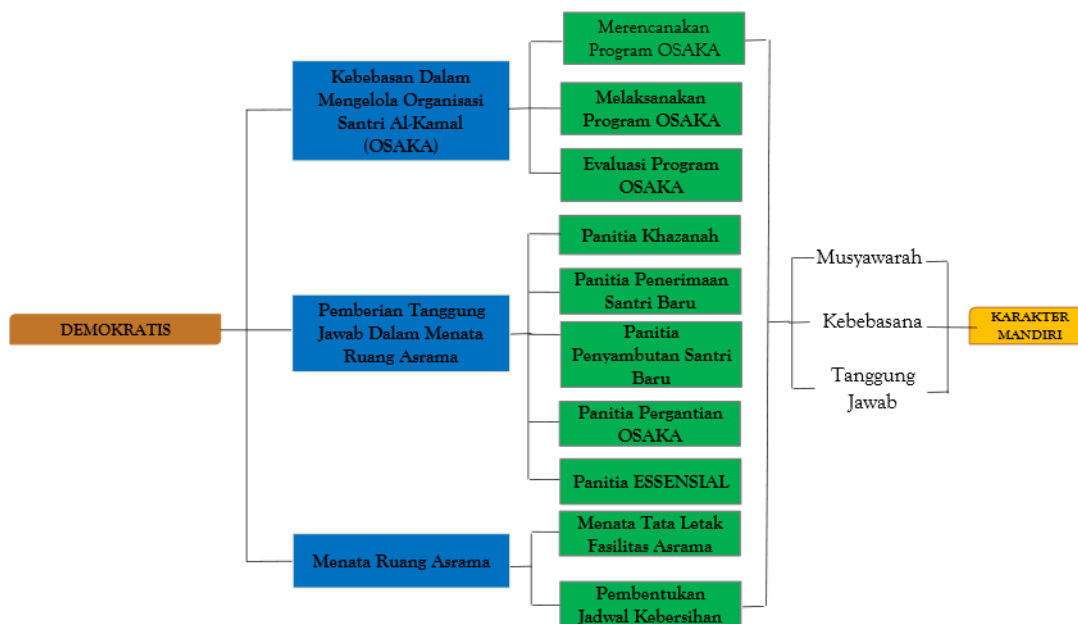 DEMOKRATIS
Kebebasan Dalam
Mengelola Organisasi
Santri Al-Kamal
(OSAKA)
Merencanakan
Program OSAKA
Melaksanakan
Program OSAKA
Evaluasi Program
OSAKA
Pemberian Tanggung
Jawab Dalam Menata
Ruang Asrama
Panitia Khazanah
Panitia Penerimaan
Santri Baru
Panitia
Penyambutan Santri
Baru
Panitia Pergantian
OSAKA
Panitia ESSENSIAL
Menata Ruang Asrama
Menata Tata Letak
Fasilitas Asrama
Pembentukan
Jadwal Kebersihan
Musyawarah
Kebebasana
Tanggung
Jawab
KARAKTER
MANDIRI